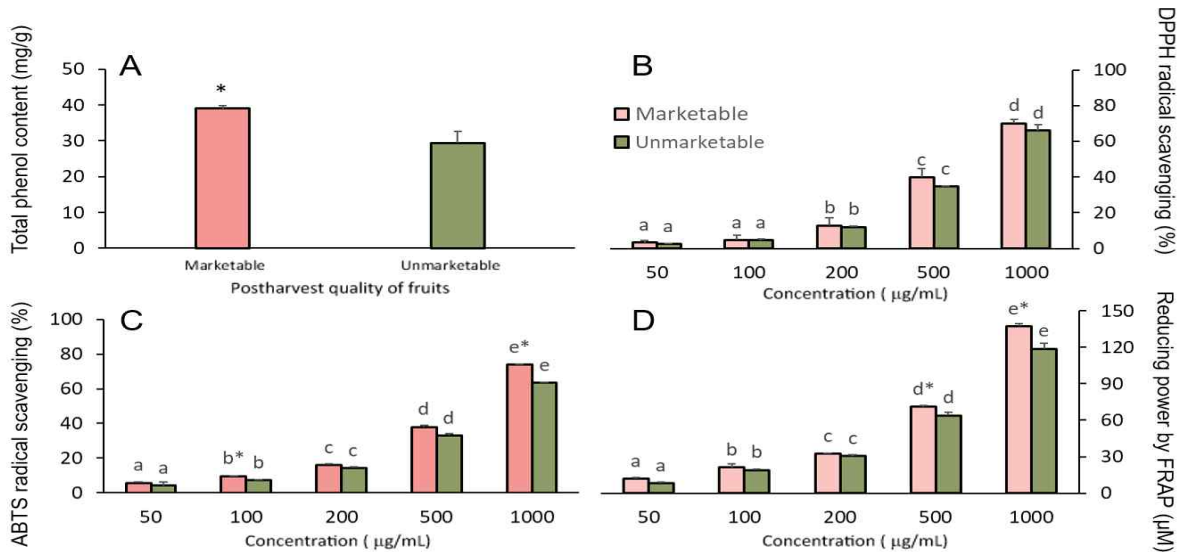 Total phenol content (mg/g)
A
50
40
30
20
10
0
*
Marketable
Unmarketable
Postharvest quality of fruits
B
Marketable
Unmarketable
a a
a a
b b
c c
d d
50 100 200 500 1000
Concentration ( μg/mL)
100
80
60
40
20
0
DPPH radical scavenging (%)
ABTS radical scavenging (%)
C
100
80
60
40
20
0
a a
b* b
c c
d d
e* e
50 100 200 500 1000
Concentration ( μg/mL)
D
a a
b b
c c
d* d
e* e
50 100 200 500 1000
Concentration ( μg/mL)
150
120
90
60
30
0
Reducing power by FRAP (μM)